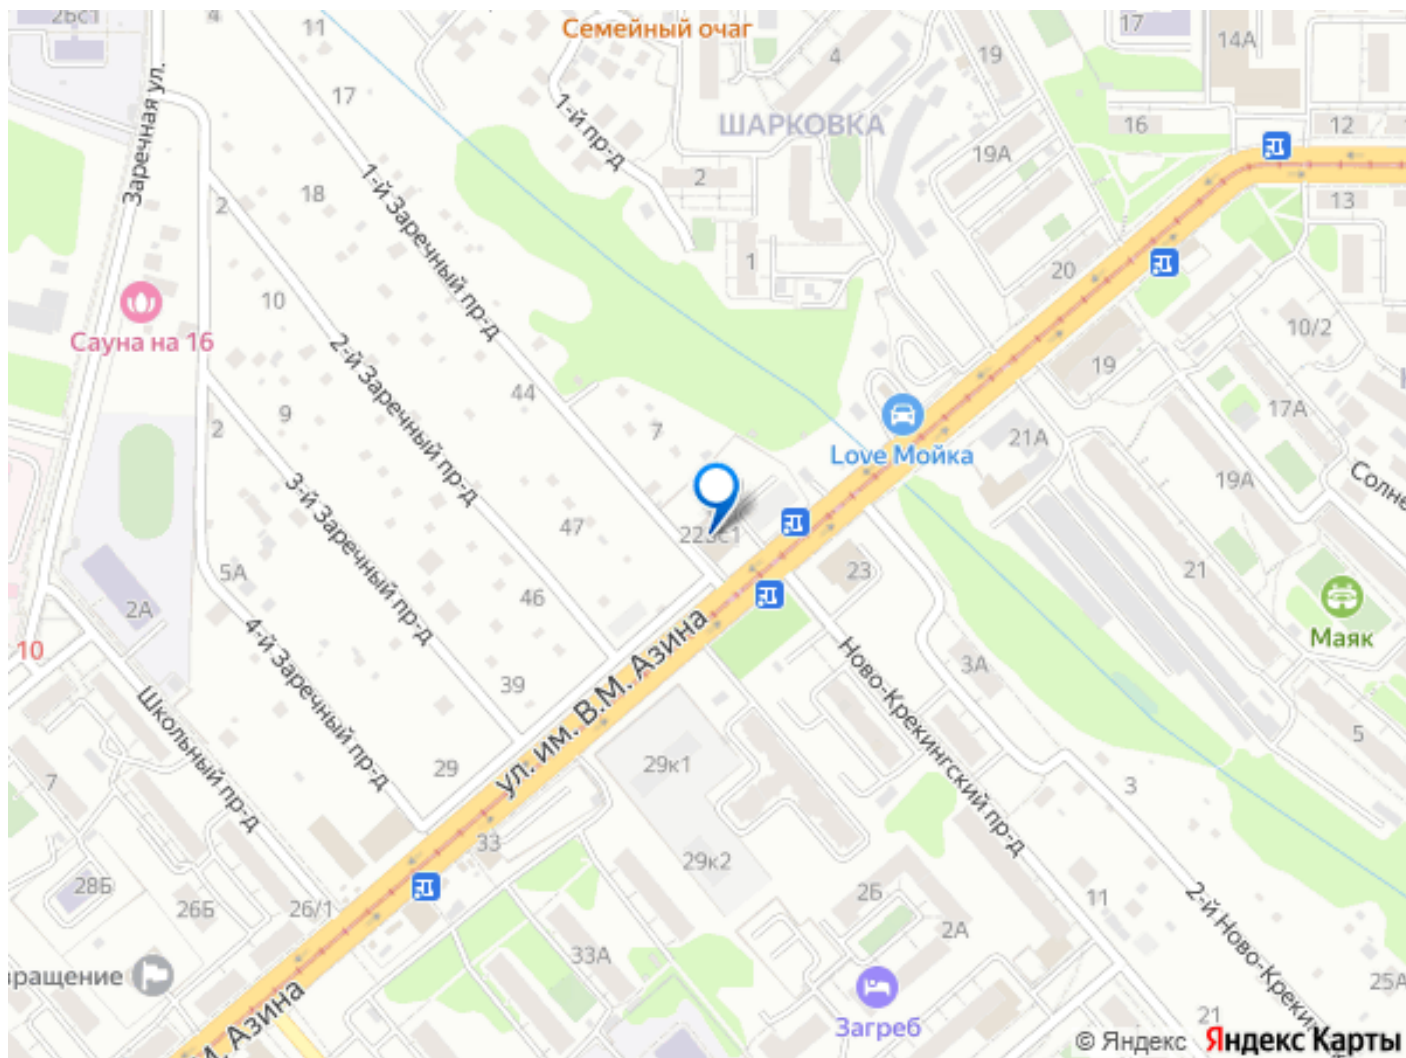 26с1
4
11
Семейный очаг
4
19
17
14А
17
Заречная ул.
1-й пр-д
ШАРКОВКА
16
12
19А
2
1-й Заречный пр-д
18
2
13
1
20
10
Сауна на 16
2-й Заречный пр-д
10/2
19
44
9
2
7
17А
21А
Love Мойка
3-й Заречный пр-д
19А
47
23
21
5А
46
2А
10
4-й Заречный пр-д
Маяк
ул. им. В.М. Азина
Ново-Крекингский пр-д
3А
39
Школьный пр-д
5
29
29к1
7
3
33
29к2
28Б
26Б
26/1
2Б
11
2А
33А
2-й Ново-Крекин
25А
вращение
Азина
Загреб
21
© Яндекс Яндекс Карты